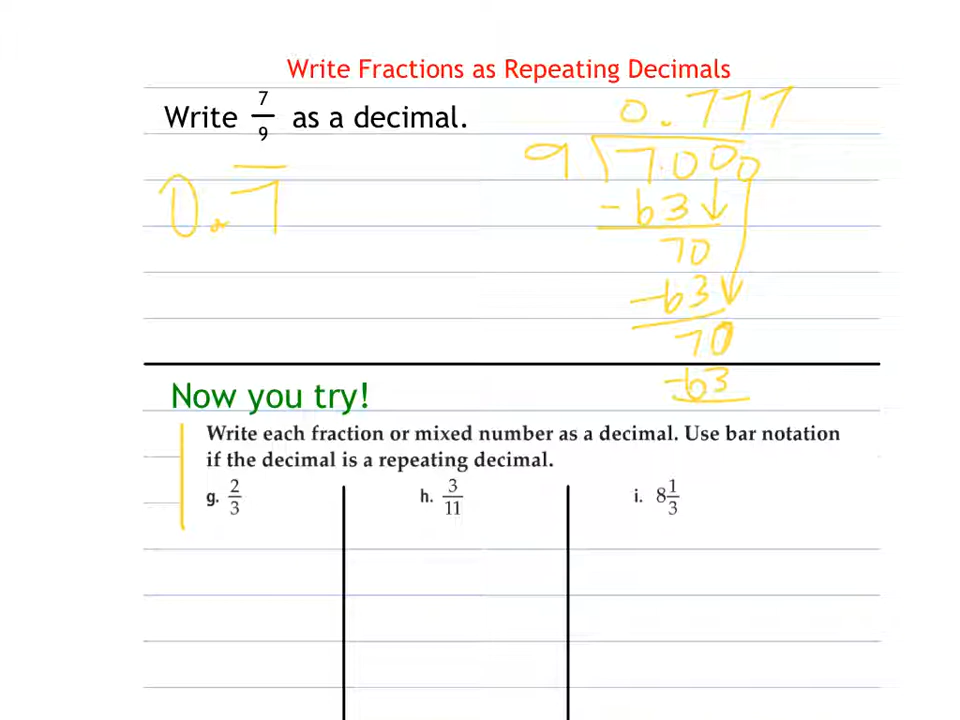 Write Fractions as Repeating Decimals
Write 7/9 as a decimal.
0.777
9 7.000
0.7̅
-63
70
-63
70
-63
Now you try!
Write each fraction or mixed number as a decimal. Use bar notation
if the decimal is a repeating decimal.
g. 2/3 h. 3/11 i. 8 1/3